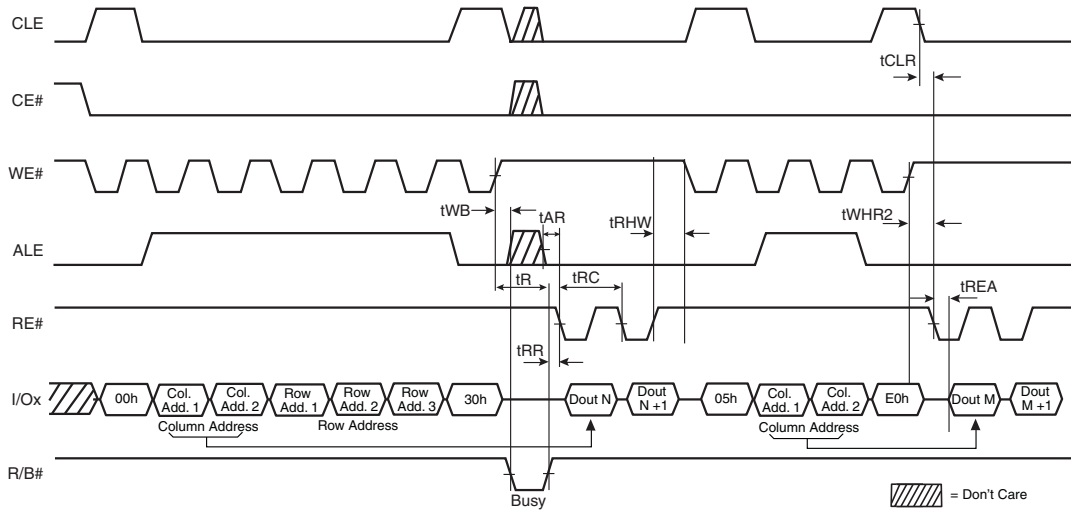 CLE
tCLR
CE#
WE#
tWB
tAR
tRHW
tWHR2
ALE
tR
tRC
tREA
RE#
tRR
I/Ox
00h
Col.
Add. 1
Col.
Add. 2
Row
Add. 1
Row
Add. 2
Row
Add. 3
30h
Dout N
Dout
N +1
05h
Col.
Add. 1
Col.
Add. 2
E0h
Dout M
Dout
M +1
Column Address
Row Address
Column Address
R/B#
Busy
= Don't Care